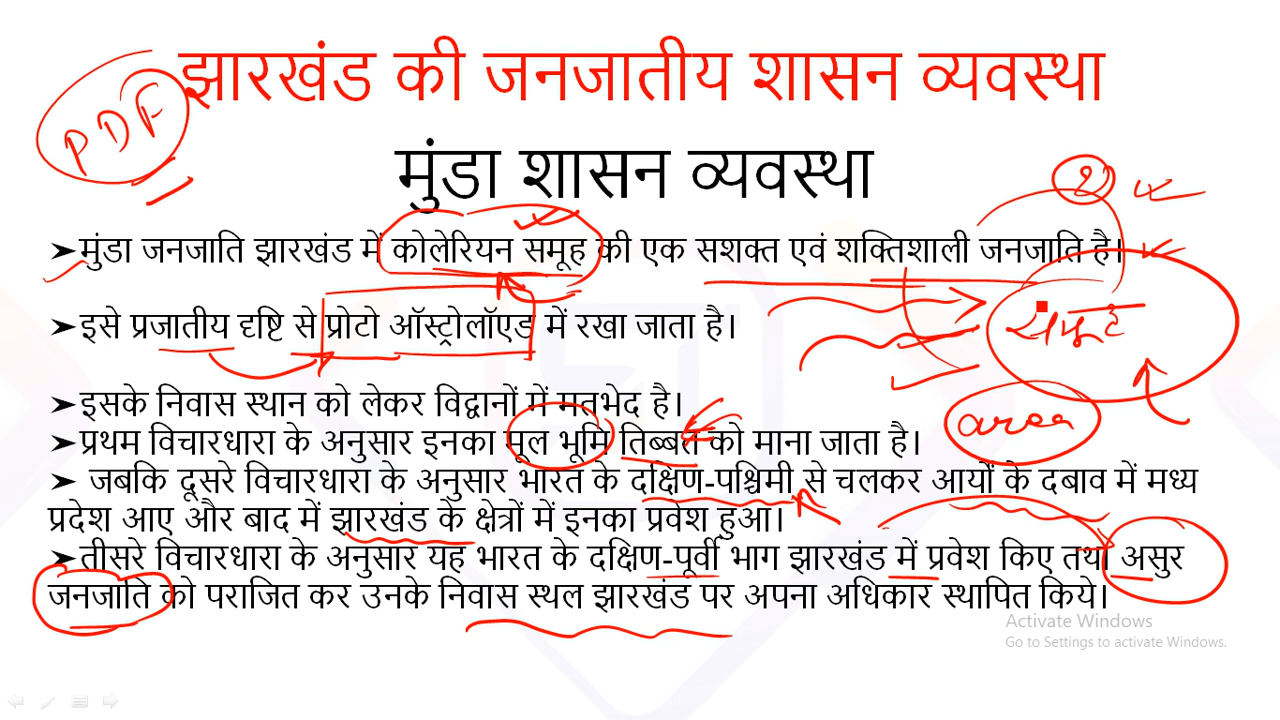 झारखंड की जनजातीय शासन व्यवस्था
PDF
मुंडा शासन व्यवस्था
➤मुंडा जनजाति झारखंड में कोलेरियन समूह की एक सशक्त एवं शक्तिशाली जनजाति है।
➤इसे प्रजातीय दृष्टि से प्रोटो ऑस्ट्रोलॉएड में रखा जाता है।
➤इसके निवास स्थान को लेकर विद्वानों में मतभेद है।
area
➤प्रथम विचारधारा के अनुसार इनका मूल भूमि तिब्बत को माना जाता है।
➤ जबकि दूसरे विचारधारा के अनुसार भारत के दक्षिण-पश्चिमी से चलकर आर्यों के दबाव में मध्य
प्रदेश आए और बाद में झारखंड के क्षेत्रों में इनका प्रवेश हुआ।
➤तीसरे विचारधारा के अनुसार यह भारत के दक्षिण-पूर्वी भाग झारखंड में प्रवेश किए तथा असुर
जनजाति को पराजित कर उनके निवास स्थल झारखंड पर अपना अधिकार स्थापित किये।
Activate Windows
Go to Settings to activate Windows.